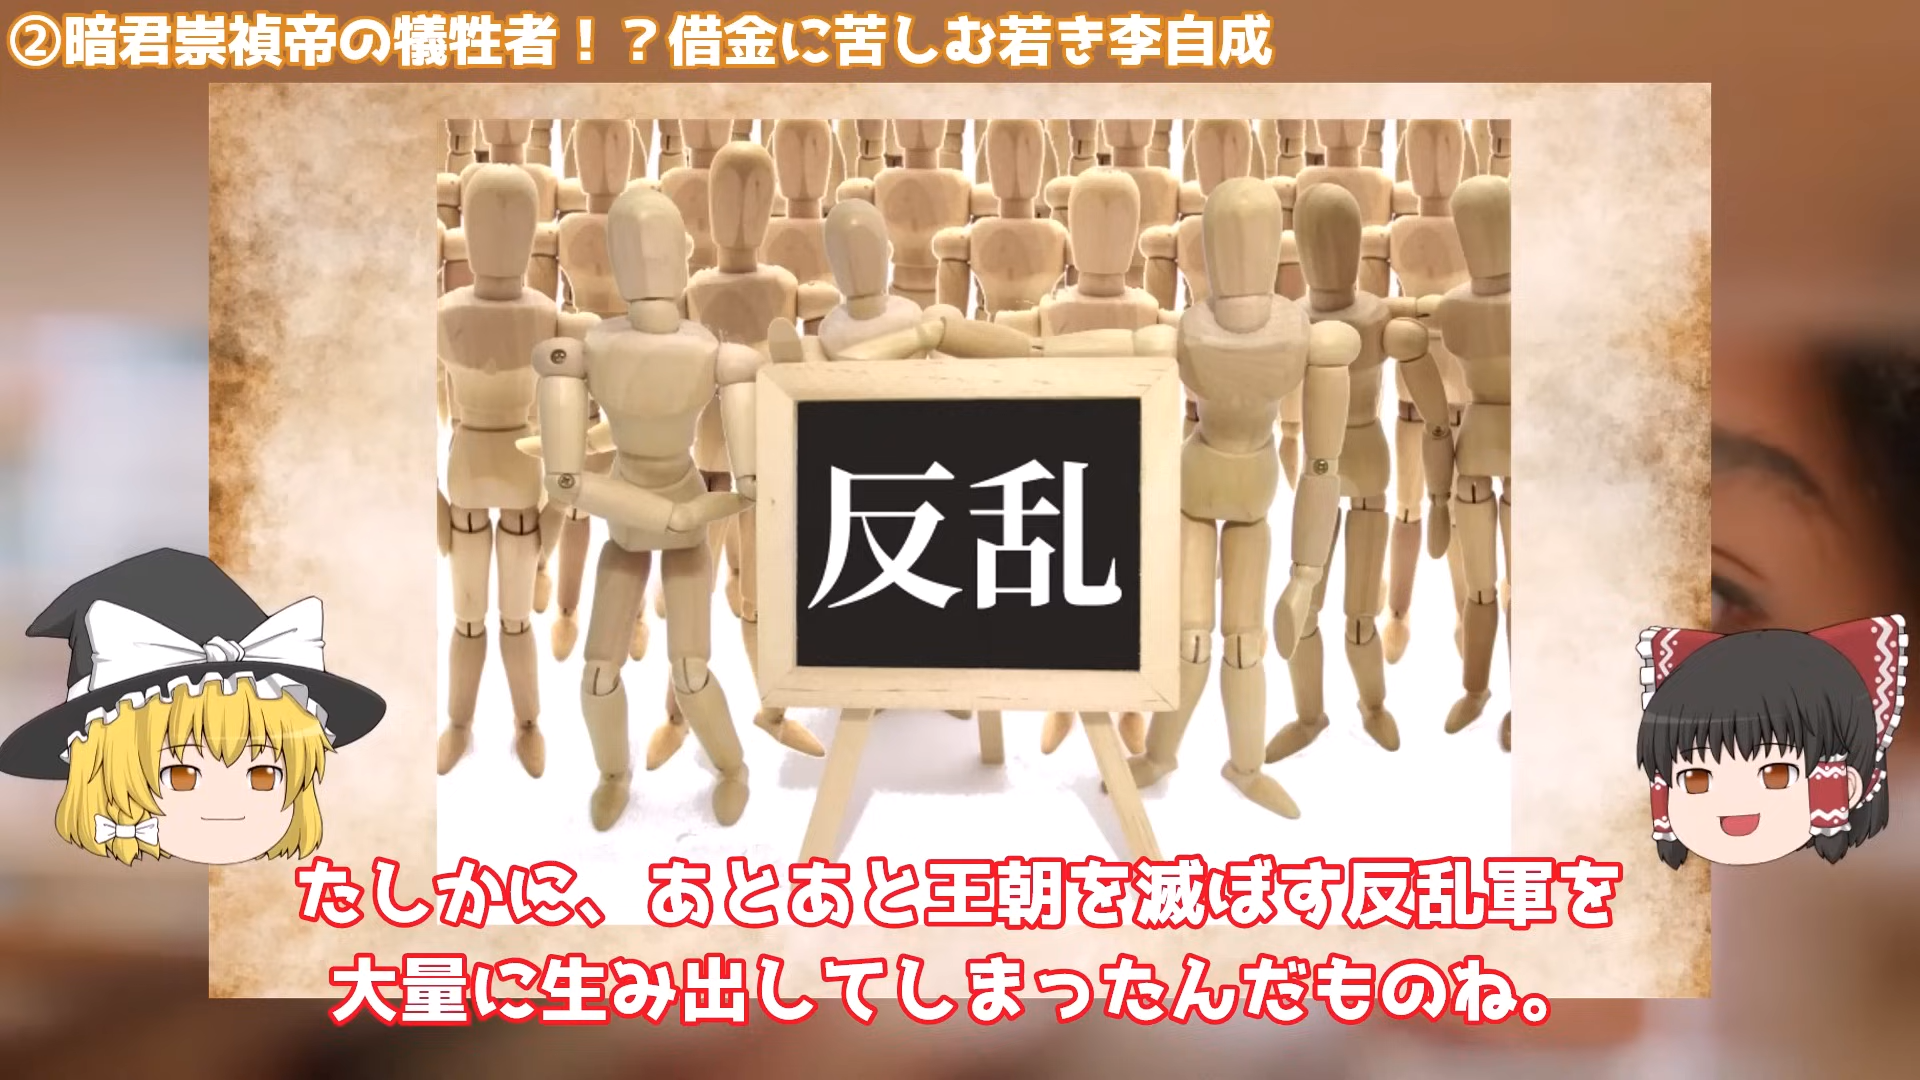 ②暗君崇禎帝の犠牲者！？借金に苦しむ若き李自成
反乱
たしかに、あとあと王朝を滅ぼす反乱軍を
大量に生み出してしまったんだものね。